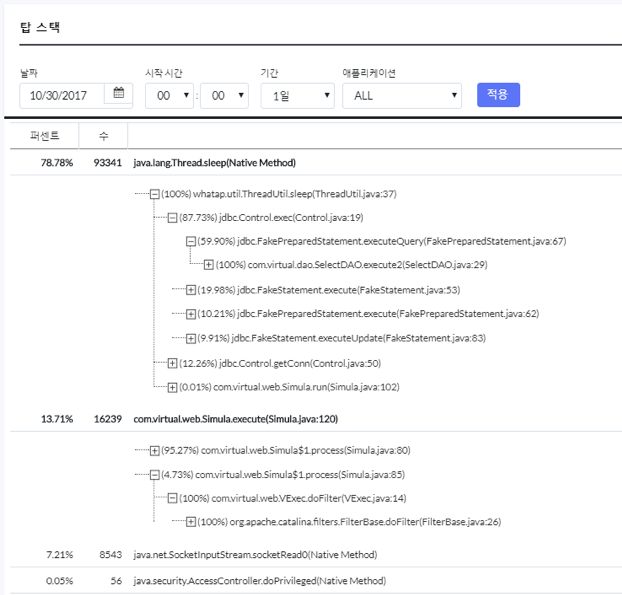 탑 스택
날짜 시작 시간 기간 애플리케이션
10/30/2017 00 : 00 1일 ALL 적용
퍼센트 수
78.78% 93341 java.lang.Thread.sleep(Native Method)
(100%) whatap.util.ThreadUtil.sleep(ThreadUtil.java:37)
(87.73%) jdbc.Control.exec(Control.java:19)
(59.90%) jdbc.FakePreparedStatement.executeQuery(FakePreparedStatement.java:67)
(100%) com.virtual.dao.SelectDAO.execute2(SelectDAO.java:29)
(19.98%) jdbc.FakeStatement.execute(FakeStatement.java:53)
(10.21%) jdbc.FakePreparedStatement.execute(FakePreparedStatement.java:62)
(9.91%) jdbc.FakeStatement.executeUpdate(FakeStatement.java:83)
(12.26%) jdbc.Control.getConn(Control.java:50)
(0.01%) com.virtual.web.Simula.run(Simula.java:102)
13.71% 16239 com.virtual.web.Simula.execute(Simula.java:120)
(95.27%) com.virtual.web.Simula$1.process(Simula.java:80)
(4.73%) com.virtual.web.Simula$1.process(Simula.java:85)
(100%) com.virtual.web.VExec.doFilter(VExec.java:14)
(100%) org.apache.catalina.filters.FilterBase.doFilter(FilterBase.java:26)
7.21% 8543 java.net.SocketInputStream.socketRead0(Native Method)
0.05% 56 java.security.AccessController.doPrivileged(Native Method)